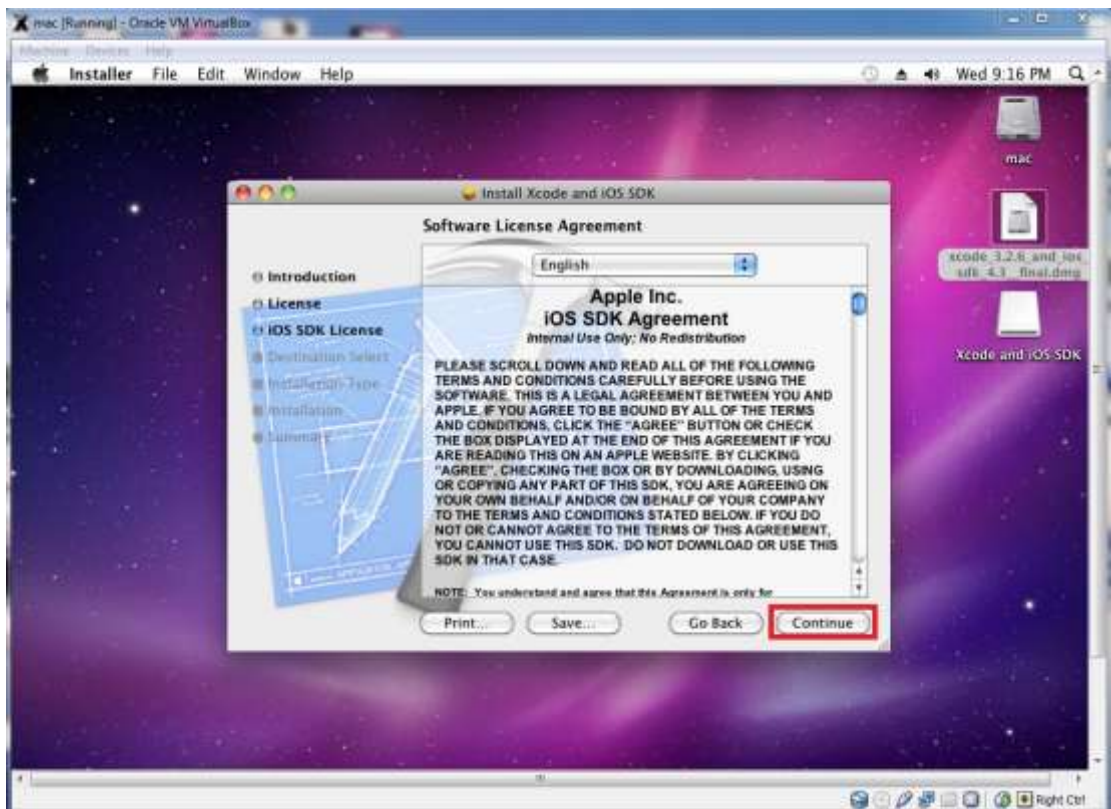 mac [Running] - Oracle VM VirtualBox
Machine Devices Help
Installer File Edit Window Help
Wed 9:16 PM
mac
xcode_3.2.6_and_ios_
sdk_4.3__final.dmg
Xcode and iOS SDK
Install Xcode and iOS SDK
Software License Agreement
Introduction
License
iOS SDK License
Destination Select
Installation Type
Installation
Summary
English
Apple Inc.
iOS SDK Agreement
Internal Use Only; No Redistribution
PLEASE SCROLL DOWN AND READ ALL OF THE FOLLOWING
TERMS AND CONDITIONS CAREFULLY BEFORE USING THE
SOFTWARE. THIS IS A LEGAL AGREEMENT BETWEEN YOU AND
APPLE. IF YOU AGREE TO BE BOUND BY ALL OF THE TERMS
AND CONDITIONS, CLICK THE "AGREE" BUTTON OR CHECK
THE BOX DISPLAYED AT THE END OF THIS AGREEMENT IF YOU
ARE READING THIS ON AN APPLE WEBSITE. BY CLICKING
"AGREE", CHECKING THE BOX OR BY DOWNLOADING, USING
OR COPYING ANY PART OF THIS SDK, YOU ARE AGREEING ON
YOUR OWN BEHALF AND/OR ON BEHALF OF YOUR COMPANY
TO THE TERMS AND CONDITIONS STATED BELOW. IF YOU DO
NOT OR CANNOT AGREE TO THE TERMS OF THIS AGREEMENT,
YOU CANNOT USE THIS SDK. DO NOT DOWNLOAD OR USE THIS
SDK IN THAT CASE.
NOTE: You understand and agree that this Agreement is only for
Print... Save... Go Back Continue
Right Ctrl